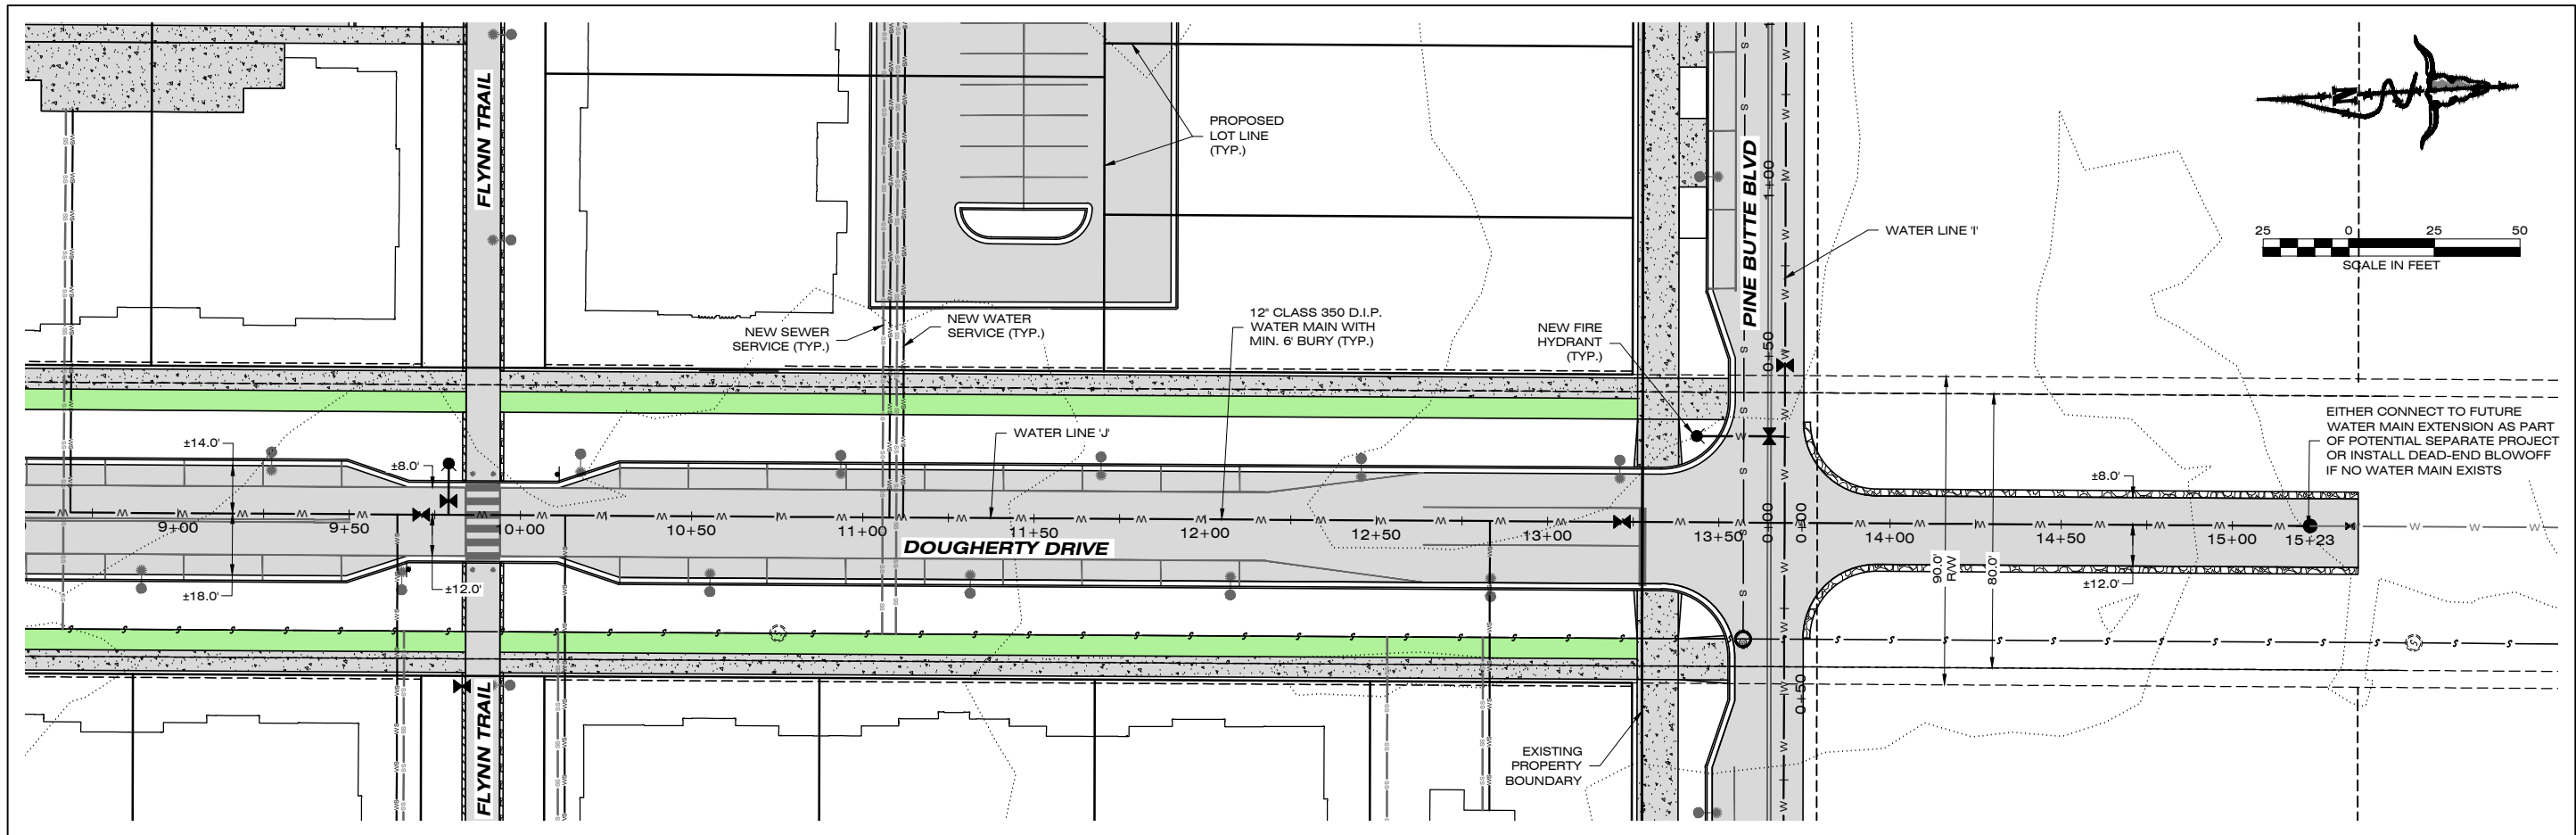 FLYNN TRAIL
PROPOSED
LOT LINE
(TYP.)
PINE BUTTE BLVD
1+00
0+50
WATER LINE 'I'
N
25 0 25 50
SCALE IN FEET
NEW SEWER
SERVICE (TYP.)
NEW WATER
SERVICE (TYP.)
12" CLASS 350 D.I.P.
WATER MAIN WITH
MIN. 6' BURY (TYP.)
NEW FIRE
HYDRANT
(TYP.)
EITHER CONNECT TO FUTURE
WATER MAIN EXTENSION AS PART
OF POTENTIAL SEPARATE PROJECT
OR INSTALL DEAD-END BLOWOFF
IF NO WATER MAIN EXISTS
WATER LINE 'J'
±14.0'
±8.0'
±8.0'
9+00 9+50 10+00 10+50 11+00 11+50 12+00 12+50 13+00 13+50 14+00 14+50 15+00 15+23
0+00
0+00
DOUGHERTY DRIVE
±18.0'
±12.0'
±12.0'
90.0'
R/W
80.0'
0+50
FLYNN TRAIL
EXISTING
PROPERTY
BOUNDARY